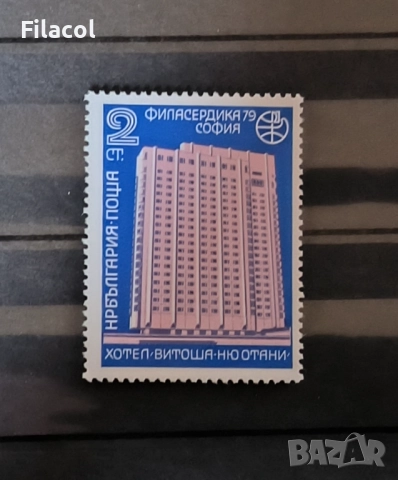 Filacol
2 СТ.
ФИЛАСЕРДИКА 79
СОФИЯ
НРБЪЛГАРИЯ·ПОЩА
ХОТЕЛ "ВИТОША-НЮ ОТАНИ"
BAZAR